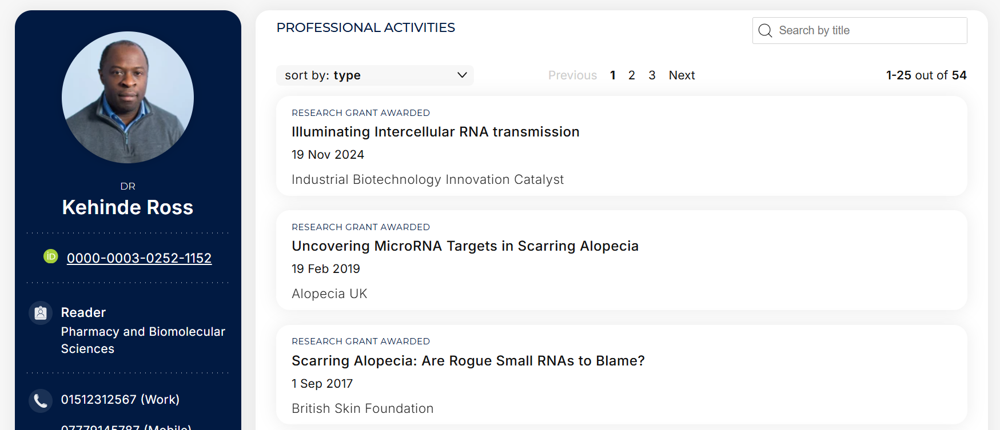 DR
Kehinde Ross
iD
0000-0003-0252-1152
Reader
Pharmacy and Biomolecular
Sciences
01512312567 (Work)
07779145787 (Mobile)
PROFESSIONAL ACTIVITIES
Search by title
sort by: type
Previous 1 2 3 Next
1-25 out of 54
RESEARCH GRANT AWARDED
Illuminating Intercellular RNA transmission
19 Nov 2024
Industrial Biotechnology Innovation Catalyst
RESEARCH GRANT AWARDED
Uncovering MicroRNA Targets in Scarring Alopecia
19 Feb 2019
Alopecia UK
RESEARCH GRANT AWARDED
Scarring Alopecia: Are Rogue Small RNAs to Blame?
1 Sep 2017
British Skin Foundation